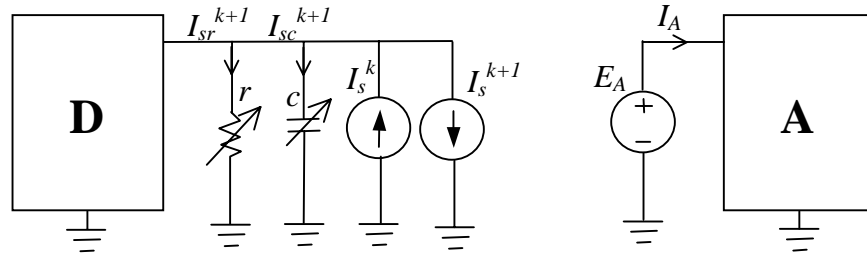 I_sr^k+1 I_sc^k+1 I_A
r c I_s^k I_s^k+1 E_A
D + − A